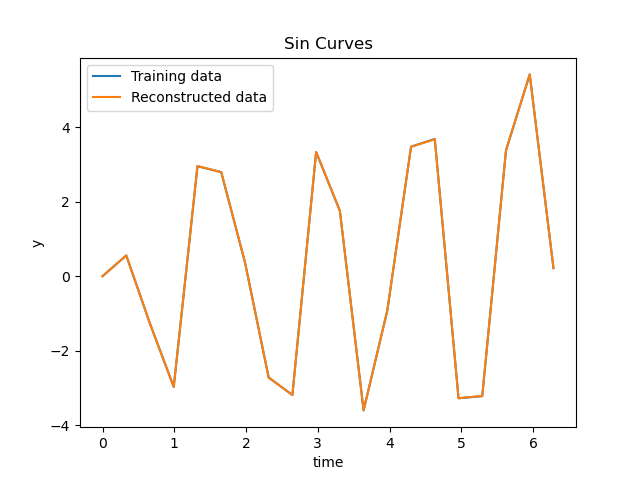 Sin Curves
Training data
Reconstructed data
y
4
2
0
−2
−4
0 1 2 3 4 5 6
time